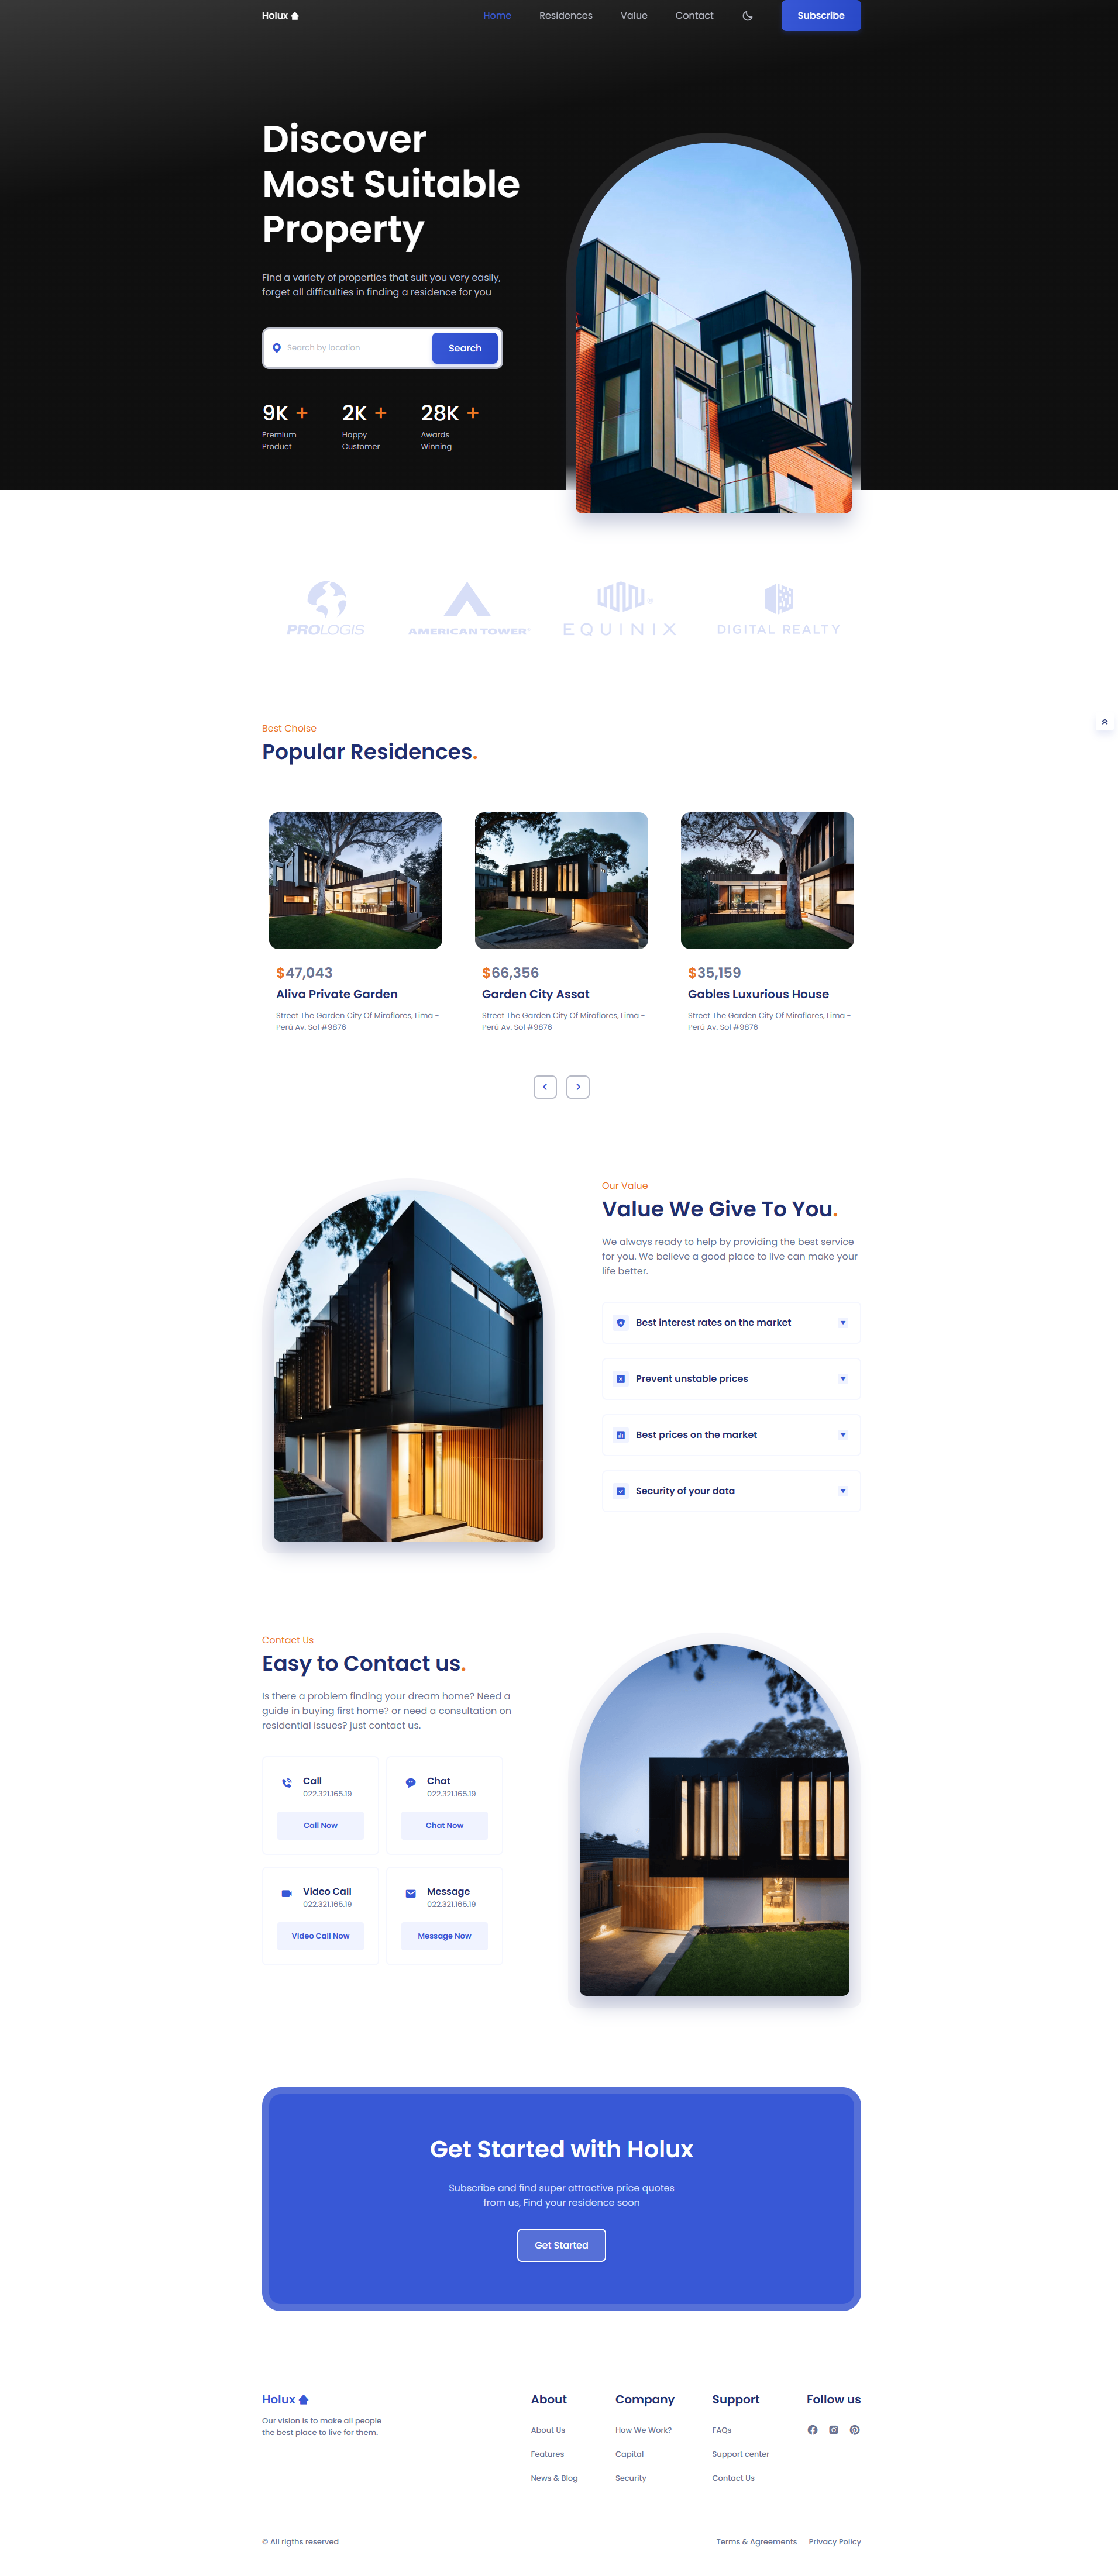 Holux
Home
Residences
Value
Contact
Subscribe
Discover
Most Suitable
Property
Find a variety of properties that suit you very easily,
forget all difficulties in finding a residence for you
Search by location
Search
9K +
Premium
Product
2K +
Happy
Customer
28K +
Awards
Winning
PROLOGIS
AMERICAN TOWER®
EQUINIX
DIGITAL REALTY
Best Choise
Popular Residences.
$47,043
Aliva Private Garden
Street The Garden City Of Miraflores, Lima -
Perú Av. Sol #9876
$66,356
Garden City Assat
Street The Garden City Of Miraflores, Lima -
Perú Av. Sol #9876
$35,159
Gables Luxurious House
Street The Garden City Of Miraflores, Lima -
Perú Av. Sol #9876
Our Value
Value We Give To You.
We always ready to help by providing the best service
for you. We believe a good place to live can make your
life better.
Best interest rates on the market
Prevent unstable prices
Best prices on the market
Security of your data
Contact Us
Easy to Contact us.
Is there a problem finding your dream home? Need a
guide in buying first home? or need a consultation on
residential issues? just contact us.
Call
022.321.165.19
Call Now
Chat
022.321.165.19
Chat Now
Video Call
022.321.165.19
Video Call Now
Message
022.321.165.19
Message Now
Get Started with Holux
Subscribe and find super attractive price quotes
from us, Find your residence soon
Get Started
Holux
Our vision is to make all people
the best place to live for them.
About
About Us
Features
News & Blog
Company
How We Work?
Capital
Security
Support
FAQs
Support center
Contact Us
Follow us
© All rigths reserved
Terms & Agreements
Privacy Policy